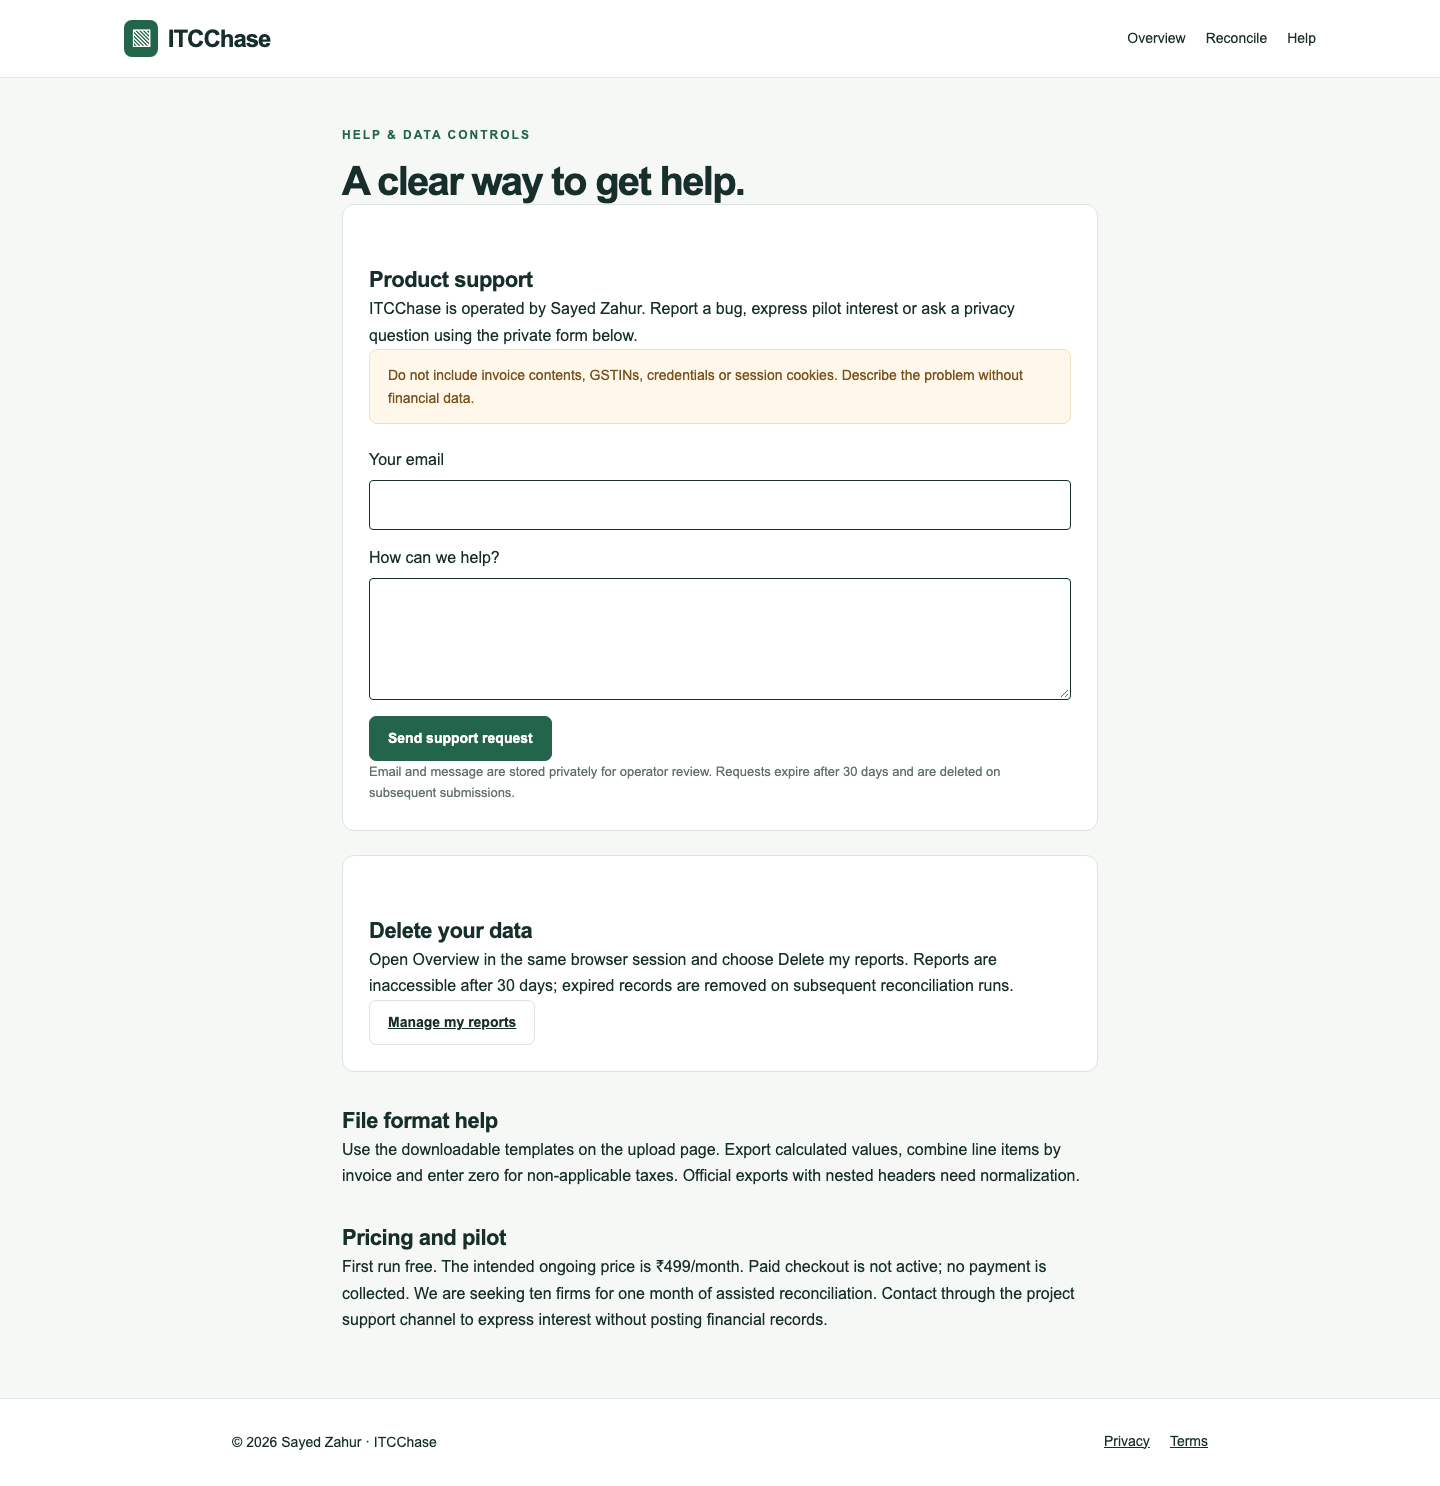 ITCChase
Overview Reconcile Help
HELP & DATA CONTROLS
A clear way to get help.
Product support
ITCChase is operated by Sayed Zahur. Report a bug, express pilot interest or ask a privacy
question using the private form below.
Do not include invoice contents, GSTINs, credentials or session cookies. Describe the problem without
financial data.
Your email
How can we help?
Send support request
Email and message are stored privately for operator review. Requests expire after 30 days and are deleted on
subsequent submissions.
Delete your data
Open Overview in the same browser session and choose Delete my reports. Reports are
inaccessible after 30 days; expired records are removed on subsequent reconciliation runs.
Manage my reports
File format help
Use the downloadable templates on the upload page. Export calculated values, combine line items by
invoice and enter zero for non-applicable taxes. Official exports with nested headers need normalization.
Pricing and pilot
First run free. The intended ongoing price is ₹499/month. Paid checkout is not active; no payment is
collected. We are seeking ten firms for one month of assisted reconciliation. Contact through the project
support channel to express interest without posting financial records.
© 2026 Sayed Zahur · ITCChase
Privacy Terms